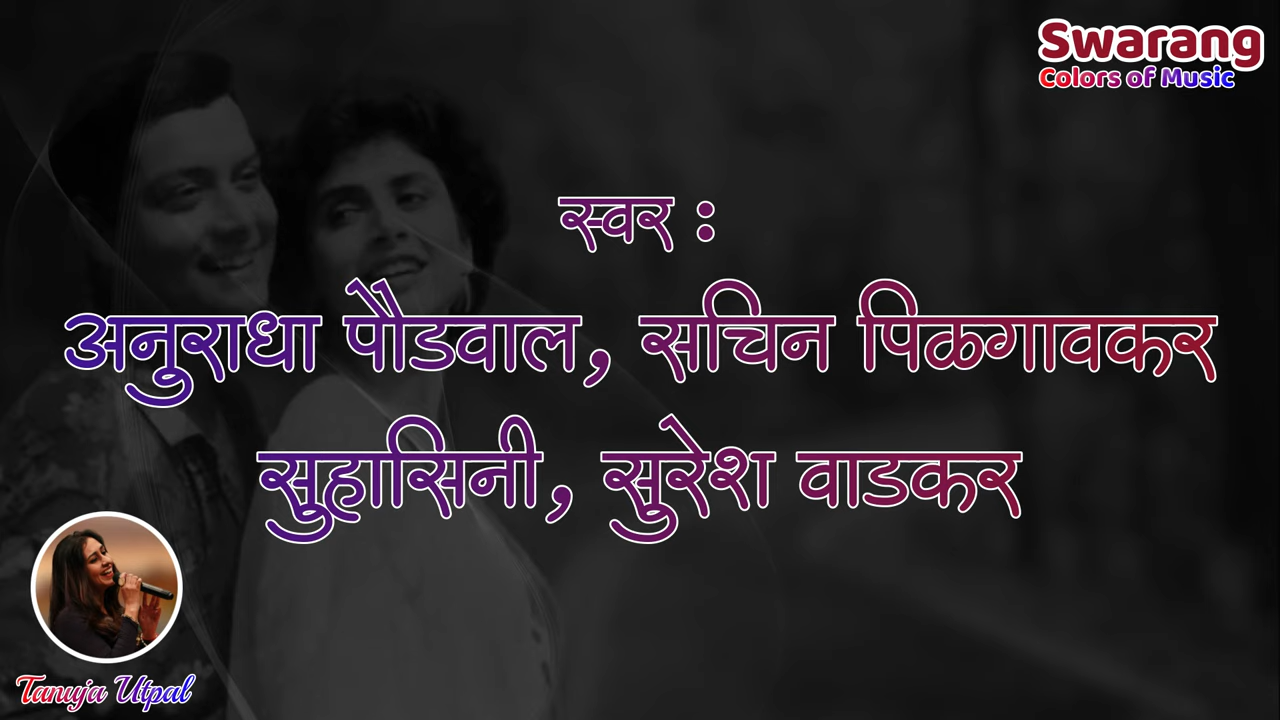 Swarang
Colors of Music
स्वर :
अनुराधा पौडवाल, सचिन पिळगावकर
सुहासिनी, सुरेश वाडकर
Tanuja Utpal